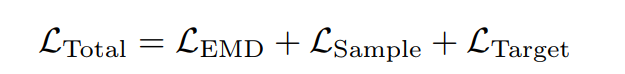 ℒ_Total = ℒ_EMD + ℒ_Sample + ℒ_Target